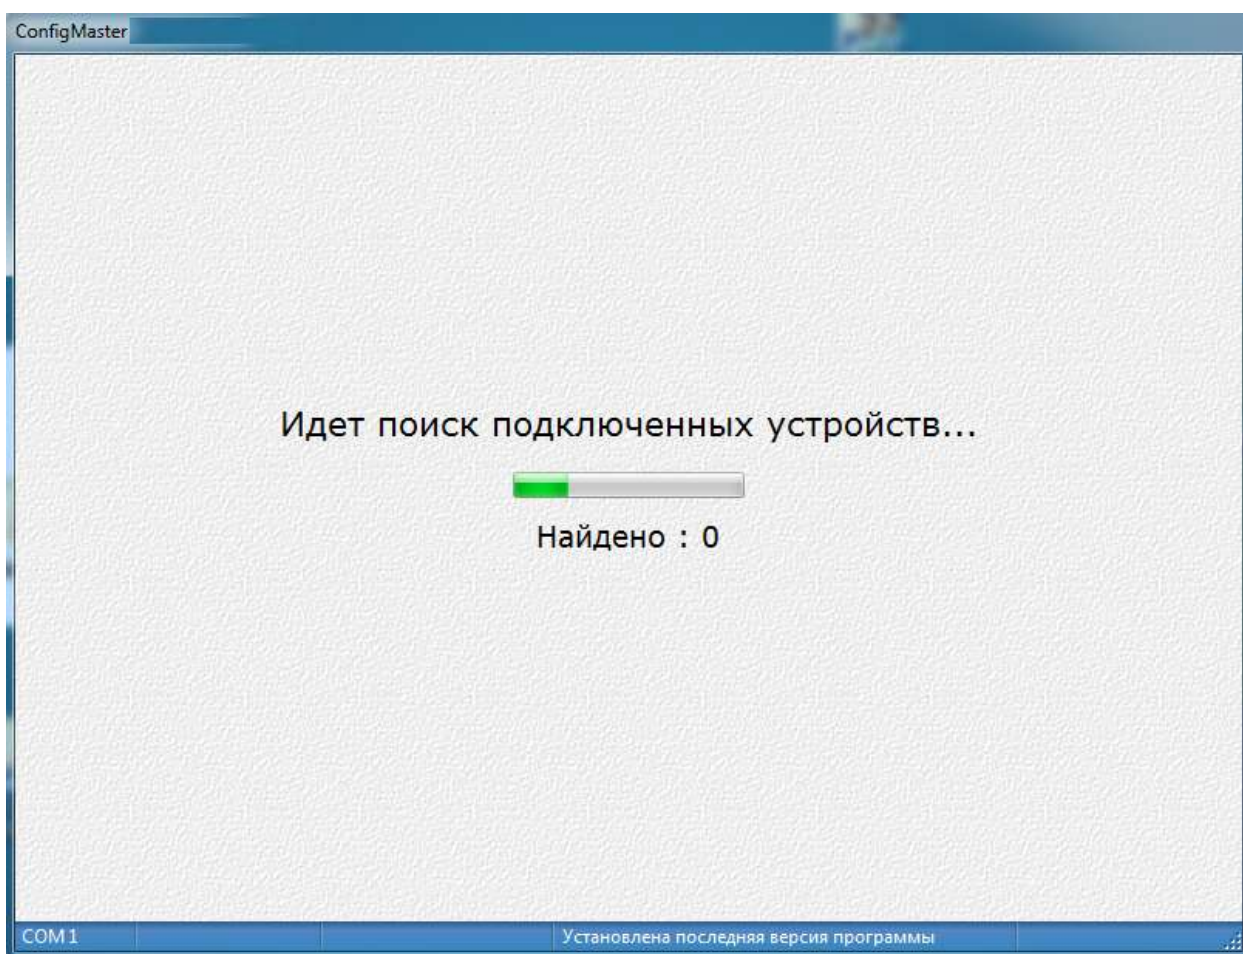 ConfigMaster
Идет поиск подключенных устройств...
Найдено : 0
COM1
Установлена последняя версия программы